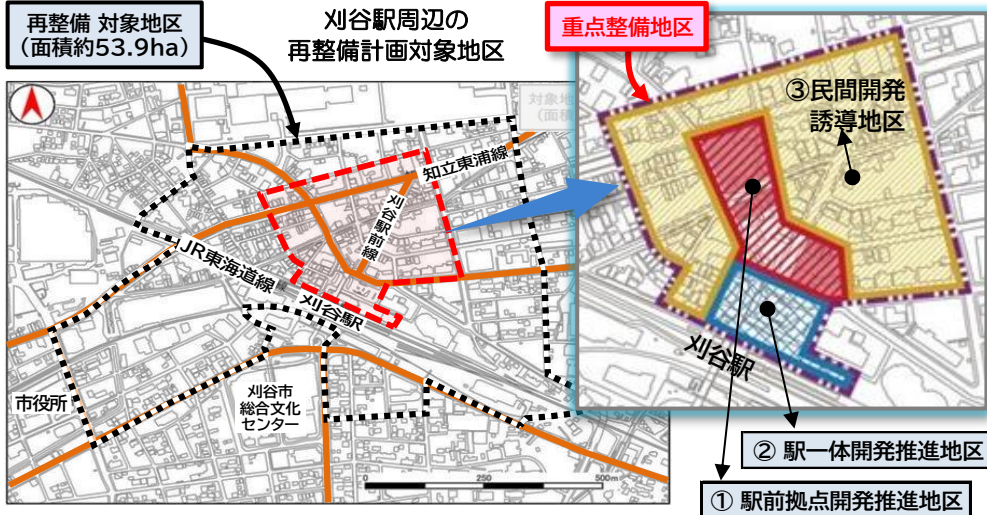 再整備 対象地区
(面積約53.9ha)
刈谷駅周辺の
再整備計画対象地区
重点整備地区
③民間開発
誘導地区
知立東浦線
刈谷駅前線
JR東海道線
刈谷駅
刈谷駅
市役所
刈谷市
総合文化
センター
② 駅一体開発推進地区
① 駅前拠点開発推進地区
0
250
500m